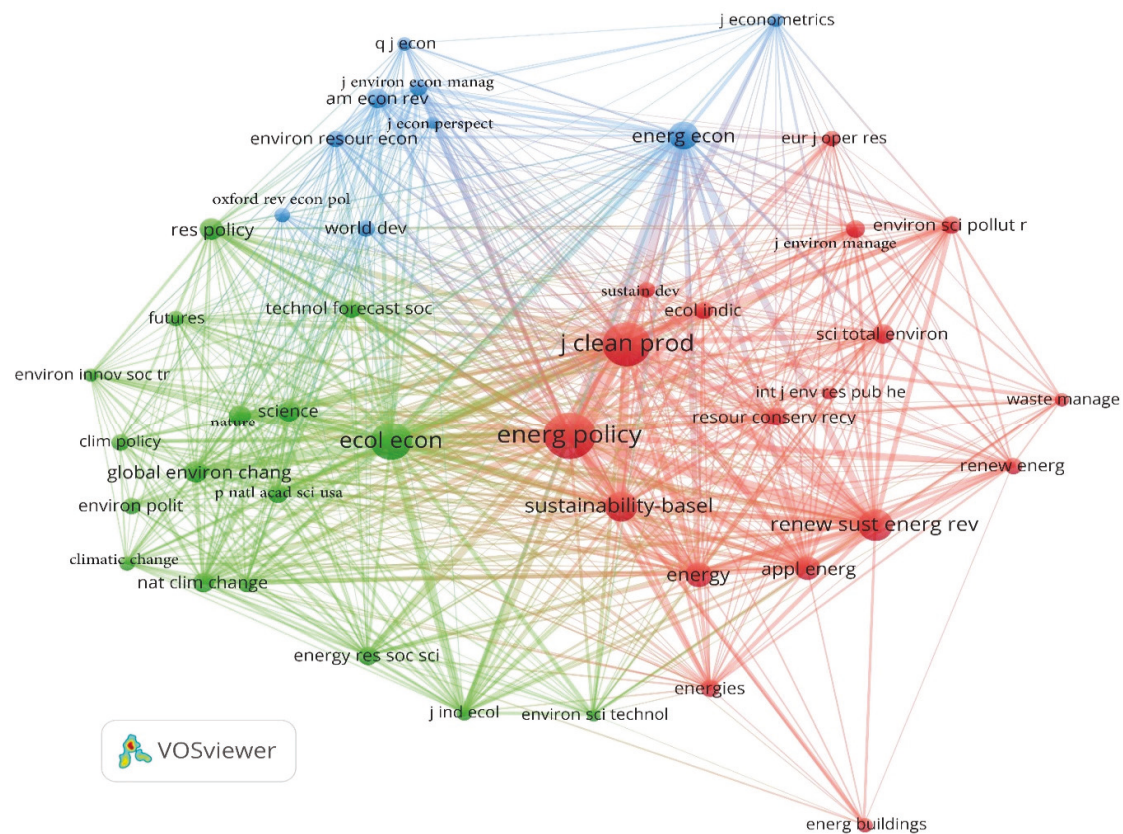 j econometrics
q j econ
j environ econ manag
am econ rev
j econ perspect
environ resour econ
energ econ
eur j oper res
oxford rev econ pol
res policy
world dev
environ sci pollut r
j environ manage
sustain dev
technol forecast soc
ecol indic
futures
sci total environ
j clean prod
environ innov soc tr
int j env res pub he
waste manage
science
nature
resour conserv recy
clim policy
ecol econ
energ policy
global environ chang
renew energ
p natl acad sci usa
environ polit
sustainability-basel
renew sust energ rev
climatic change
nat clim change
energy
appl energ
energy res soc sci
energies
j ind ecol
environ sci technol
VOSviewer
energ buildings